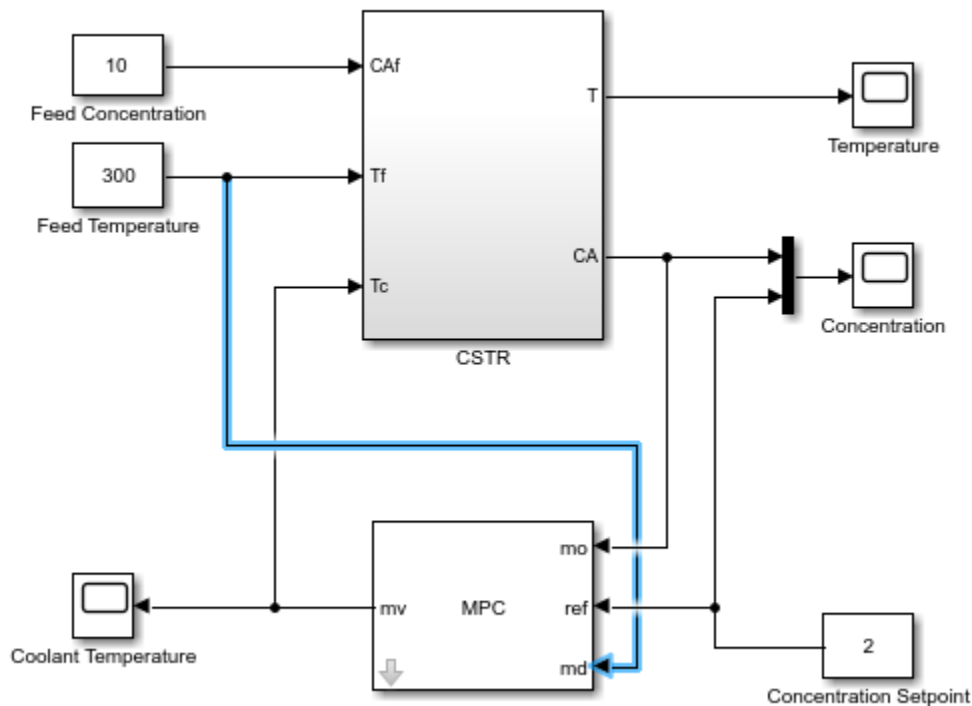 10
CAf
Feed Concentration
T
Temperature
300
Tf
Feed Temperature
CA
Tc
Concentration
CSTR
mo
mv
MPC
ref
2
Coolant Temperature
md
Concentration Setpoint